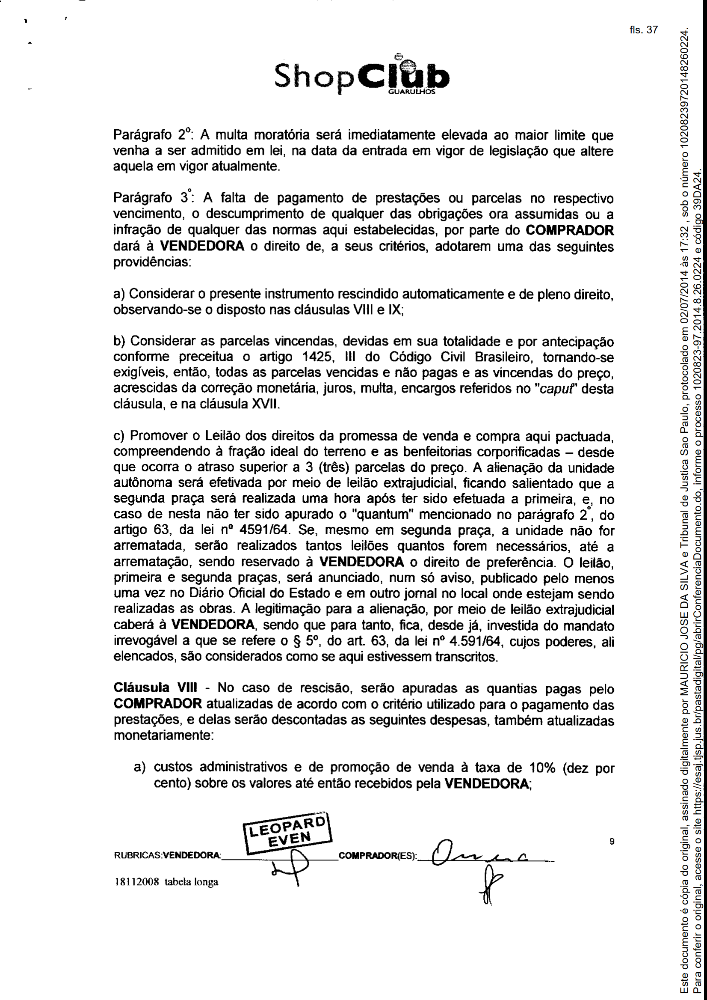 fls. 37
ShopClub
GUARULHOS
Parágrafo 2º: A multa moratória será imediatamente elevada ao maior limite que
venha a ser admitido em lei, na data da entrada em vigor de legislação que altere
aquela em vigor atualmente.
Parágrafo 3º: A falta de pagamento de prestações ou parcelas no respectivo
vencimento, o descumprimento de qualquer das obrigações ora assumidas ou a
infração de qualquer das normas aqui estabelecidas, por parte do COMPRADOR
dará à VENDEDORA o direito de, a seus critérios, adotarem uma das seguintes
providências:
a) Considerar o presente instrumento rescindido automaticamente e de pleno direito,
observando-se o disposto nas cláusulas VIII e IX;
b) Considerar as parcelas vincendas, devidas em sua totalidade e por antecipação
conforme preceitua o artigo 1425, III do Código Civil Brasileiro, tornando-se
exigíveis, então, todas as parcelas vencidas e não pagas e as vincendas do preço,
acrescidas da correção monetária, juros, multa, encargos referidos no "caput" desta
cláusula, e na cláusula XVII.
c) Promover o Leilão dos direitos da promessa de venda e compra aqui pactuada,
compreendendo à fração ideal do terreno e as benfeitorias corporificadas – desde
que ocorra o atraso superior a 3 (três) parcelas do preço. A alienação da unidade
autônoma será efetivada por meio de leilão extrajudicial, ficando salientado que a
segunda praça será realizada uma hora após ter sido efetuada a primeira, e, no
caso de nesta não ter sido apurado o "quantum" mencionado no parágrafo 2º, do
artigo 63, da lei nº 4591/64. Se, mesmo em segunda praça, a unidade não for
arrematada, serão realizados tantos leilões quantos forem necessários, até a
arrematação, sendo reservado à VENDEDORA o direito de preferência. O leilão,
primeira e segunda praças, será anunciado, num só aviso, publicado pelo menos
uma vez no Diário Oficial do Estado e em outro jornal no local onde estejam sendo
realizadas as obras. A legitimação para a alienação, por meio de leilão extrajudicial
caberá à VENDEDORA, sendo que para tanto, fica, desde já, investida do mandato
irrevogável a que se refere o § 5º, do art. 63, da lei nº 4.591/64, cujos poderes, ali
elencados, são considerados como se aqui estivessem transcritos.
Cláusula VIII - No caso de rescisão, serão apuradas as quantias pagas pelo
COMPRADOR atualizadas de acordo com o critério utilizado para o pagamento das
prestações, e delas serão descontadas as seguintes despesas, também atualizadas
monetariamente:
a) custos administrativos e de promoção de venda à taxa de 10% (dez por
cento) sobre os valores até então recebidos pela VENDEDORA;
LEOPARD
EVEN
9
RUBRICAS:VENDEDORA: COMPRADOR(ES):
18112008 tabela longa
Este documento é cópia do original, assinado digitalmente por MAURICIO JOSE DA SILVA e Tribunal de Justica Sao Paulo, protocolado em 02/07/2014 às 17:32 , sob o número 10208239720148260224.
Para conferir o original, acesse o site https://esaj.tjsp.jus.br/pastadigital/pg/abrirConferenciaDocumento.do, informe o processo 1020823-97.2014.8.26.0224 e código 39DA24.